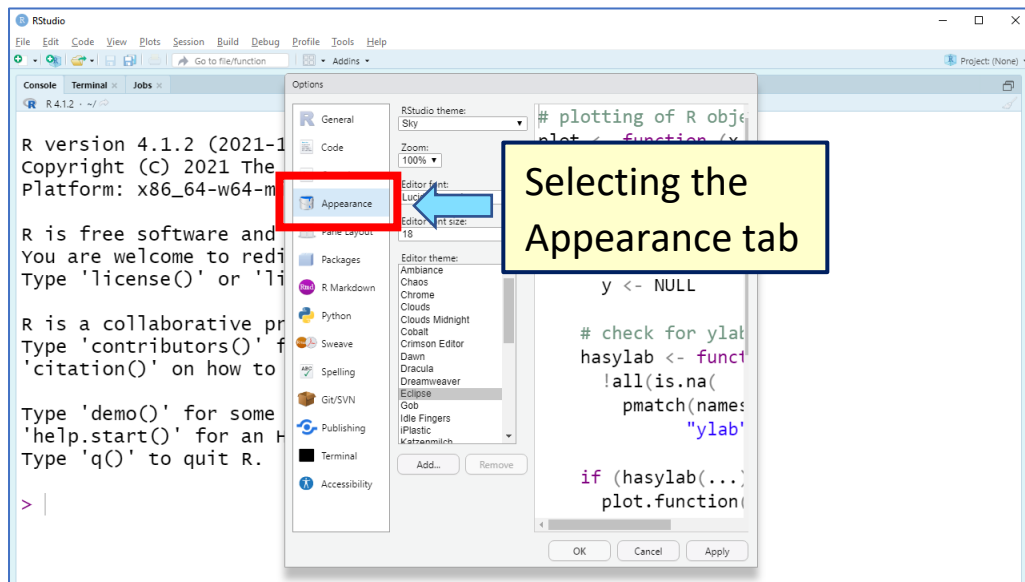 RStudio
File Edit Code View Plots Session Build Debug Profile Tools Help
Go to file/function Addins Project: (None)
Console Terminal Jobs
R 4.1.2 · ~/
R version 4.1.2 (2021-1
Copyright (C) 2021 The
Platform: x86_64-w64-m
R is free software and
You are welcome to redi
Type 'license()' or 'li
R is a collaborative pr
Type 'contributors()' f
'citation()' on how to
Type 'demo()' for some
'help.start()' for an H
Type 'q()' to quit R.
>
Options
General
Code
Appearance
Pane Layout
Packages
R Markdown
Python
Sweave
Spelling
Git/SVN
Publishing
Terminal
Accessibility
RStudio theme:
Sky
Zoom:
100%
Editor font:
Editor font size:
18
Editor theme:
Ambiance
Chaos
Chrome
Clouds
Clouds Midnight
Cobalt
Crimson Editor
Dawn
Dracula
Dreamweaver
Eclipse
Gob
Idle Fingers
iPlastic
Katzenmilch
Add... Remove
# plotting of R obje
plot <- function (x
Selecting the
Appearance tab
y <- NULL
# check for ylab
hasylab <- funct
!all(is.na(
pmatch(names
"ylab"
if (hasylab(...)
plot.function(
OK Cancel Apply